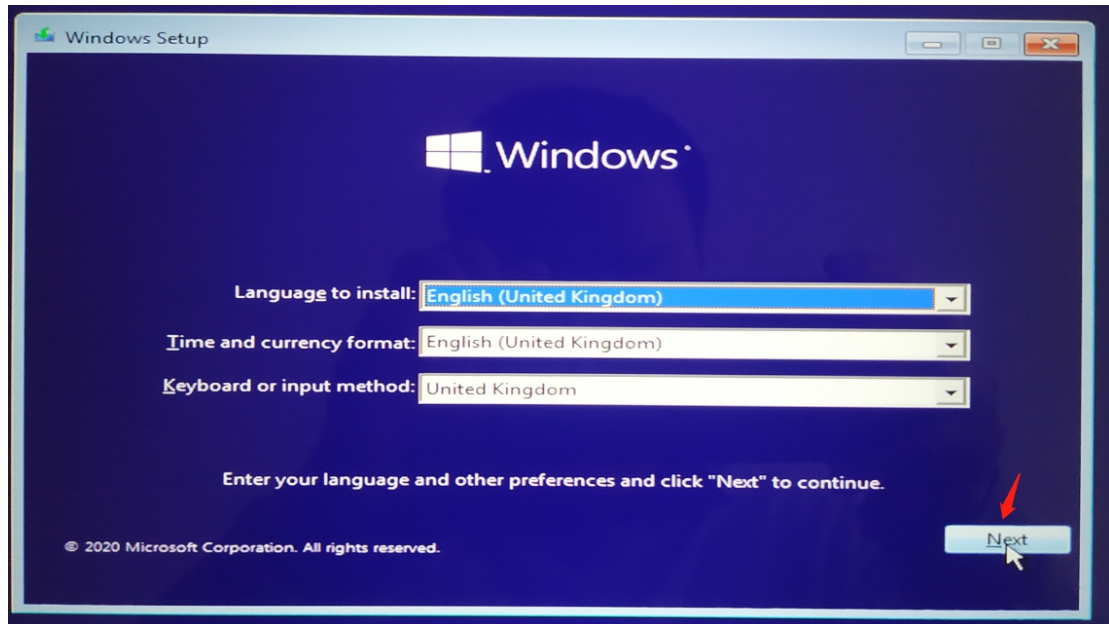 Windows Setup
Windows
Language to install: English (United Kingdom)
Time and currency format: English (United Kingdom)
Keyboard or input method: United Kingdom
Enter your language and other preferences and click "Next" to continue.
© 2020 Microsoft Corporation. All rights reserved.
Next